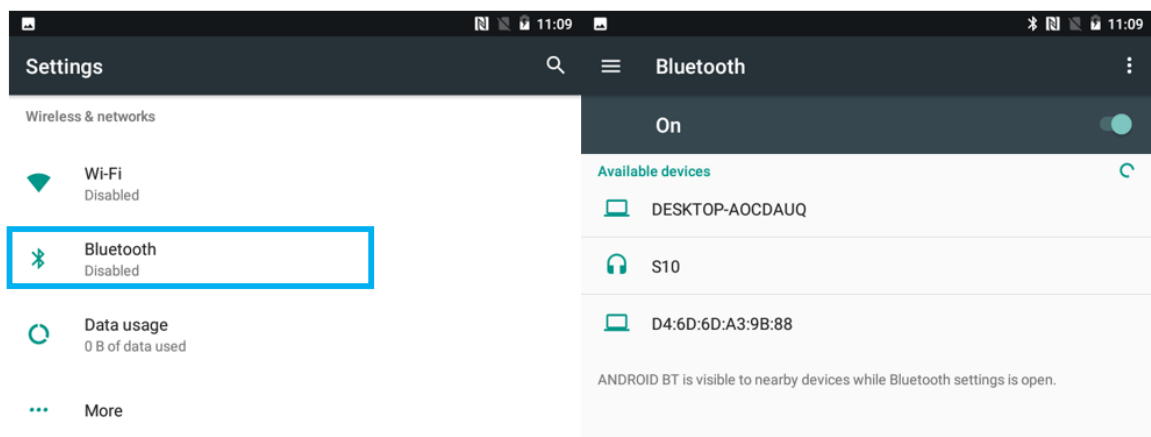 11:09
Settings
Wireless & networks
Wi-Fi
Disabled
Bluetooth
Disabled
Data usage
0 B of data used
More
11:09
Bluetooth
On
Available devices
DESKTOP-AOCDAUQ
S10
D4:6D:6D:A3:9B:88
ANDROID BT is visible to nearby devices while Bluetooth settings is open.